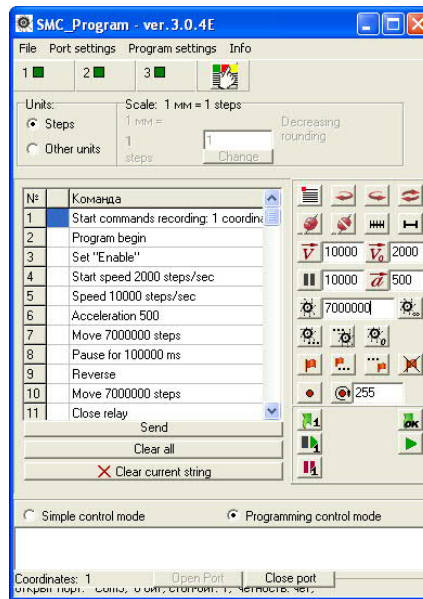 SMC_Program - ver.3.0.4E
File Port settings Program settings Info
1 2 3
Units:
Steps
Other units
Scale: 1 мм = 1 steps
1 мм =
1
steps
1
Change
Decreasing
rounding
№ Команда
1 Start commands recording: 1 coordina
2 Program begin
3 Set "Enable"
4 Start speed 2000 steps/sec
5 Speed 10000 steps/sec
6 Acceleration 500
7 Move 7000000 steps
8 Pause for 100000 ms
9 Reverse
10 Move 7000000 steps
11 Close relay
Send
Clear all
Clear current string
V 10000 V₀ 2000
10000 a 500
7000000
255
1 OK
1
1
Simple control mode Programming control mode
Coordinates: 1 Open Port Close port